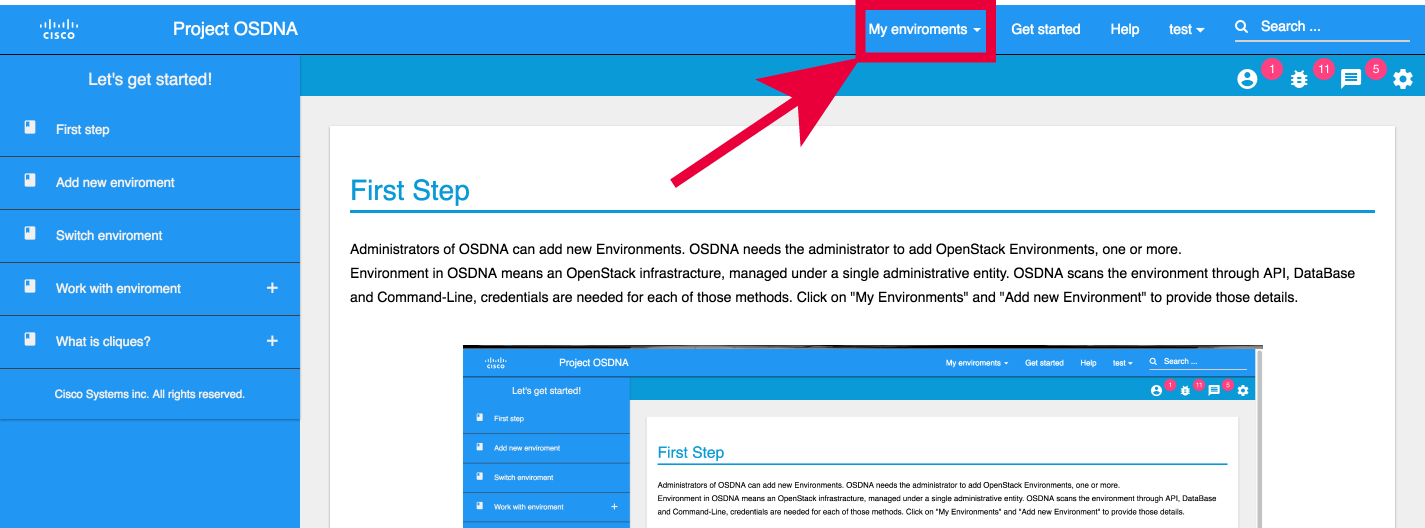 CISCO
Project OSDNA
My enviroments
Get started
Help
test
Search ...
Let's get started!
1
11
5
First step
Add new enviroment
Switch enviroment
Work with enviroment +
What is cliques? +
Cisco Systems inc. All rights reserved.
First Step
Administrators of OSDNA can add new Environments. OSDNA needs the administrator to add OpenStack Environments, one or more.
Environment in OSDNA means an OpenStack infrastracture, managed under a single administrative entity. OSDNA scans the environment through API, DataBase
and Command-Line, credentials are needed for each of those methods. Click on "My Environments" and "Add new Environment" to provide those details.
CISCO
Project OSDNA
My enviroments
Get started
Help
test
Search ...
Let's get started!
1
11
5
First step
Add new enviroment
Switch enviroment
Work with enviroment +
First Step
Administrators of OSDNA can add new Environments. OSDNA needs the administrator to add OpenStack Environments, one or more.
Environment in OSDNA means an OpenStack infrastracture, managed under a single administrative entity. OSDNA scans the environment through API, DataBase
and Command-Line, credentials are needed for each of those methods. Click on "My Environments" and "Add new Environment" to provide those details.